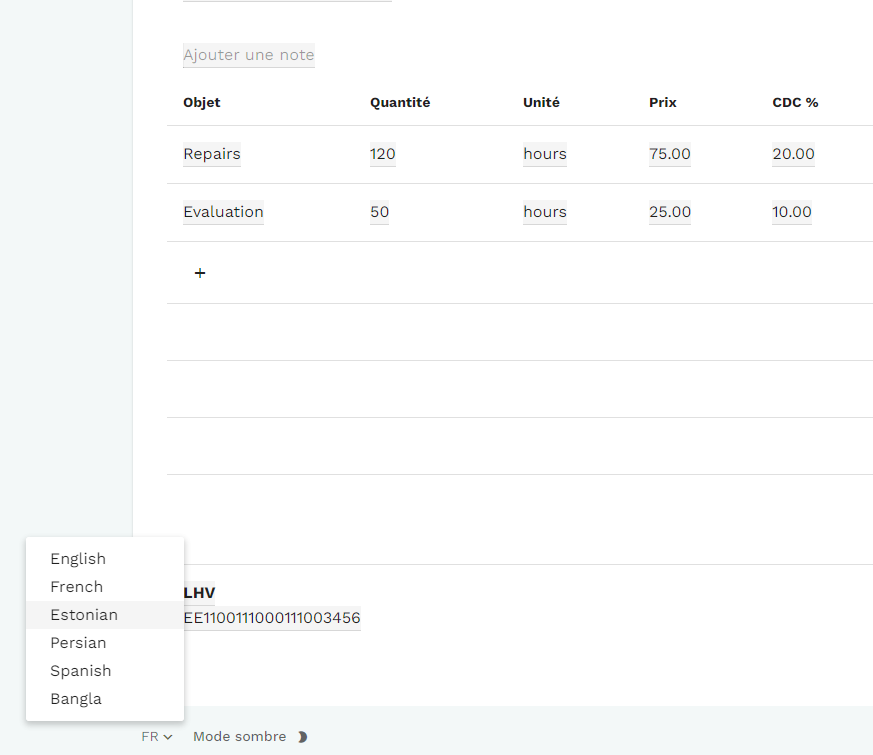 Ajouter une note
Objet Quantité Unité Prix CDC %
Repairs 120 hours 75.00 20.00
Evaluation 50 hours 25.00 10.00
+
English
French
Estonian
Persian
Spanish
Bangla
LHV
EE1100111000111003456
FR Mode sombre